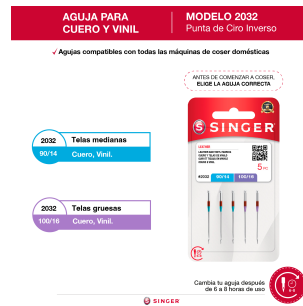 AGUJA PARA
CUERO Y VINIL
MODELO 2032
Punta de Ciro Inverso
✓ Agujas compatibles con todas las máquinas de coser domésticas
ANTES DE COMENZAR A COSER,
ELIGE LA AGUJA CORRECTA
2032 Telas medianas
90/14 Cuero, Vinil.
2032 Telas gruesas
100/16 Cuero, Vinil.
SINGER
5 PC
#2032 90/14 100/16
Cambia tu aguja después
de 6 a 8 horas de uso
SINGER